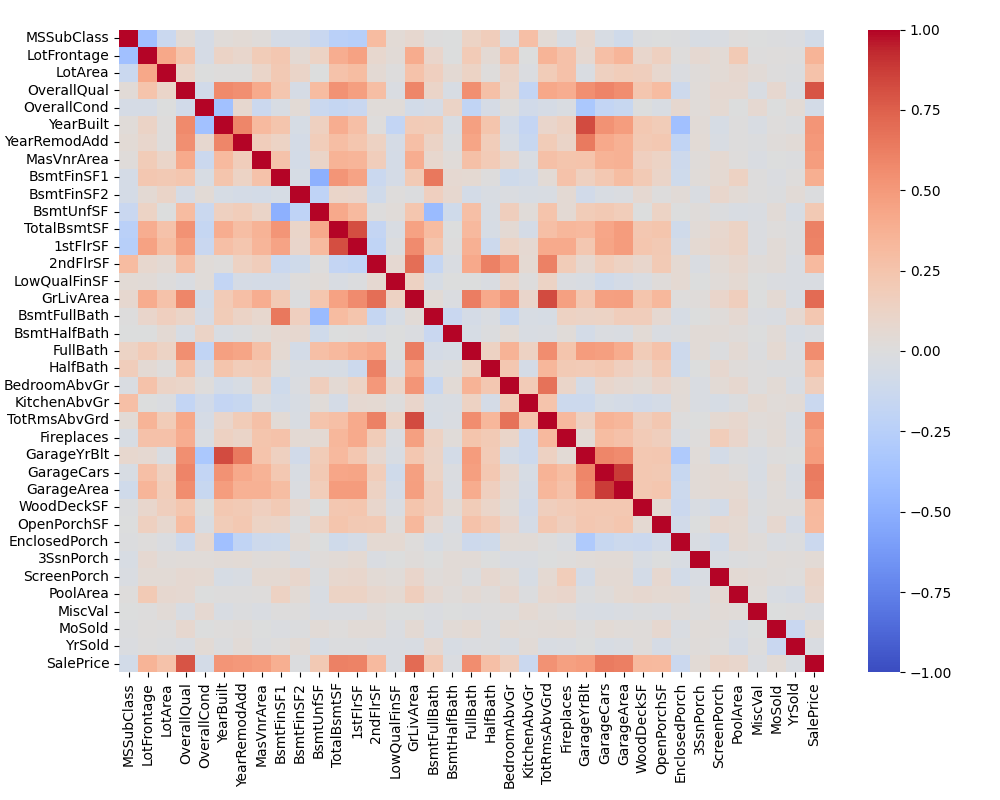 MSSubClass
LotFrontage
LotArea
OverallQual
OverallCond
YearBuilt
YearRemodAdd
MasVnrArea
BsmtFinSF1
BsmtFinSF2
BsmtUnfSF
TotalBsmtSF
1stFlrSF
2ndFlrSF
LowQualFinSF
GrLivArea
BsmtFullBath
BsmtHalfBath
FullBath
HalfBath
BedroomAbvGr
KitchenAbvGr
TotRmsAbvGrd
Fireplaces
GarageYrBlt
GarageCars
GarageArea
WoodDeckSF
OpenPorchSF
EnclosedPorch
3SsnPorch
ScreenPorch
PoolArea
MiscVal
MoSold
YrSold
SalePrice
MSSubClass
LotFrontage
LotArea
OverallQual
OverallCond
YearBuilt
YearRemodAdd
MasVnrArea
BsmtFinSF1
BsmtFinSF2
BsmtUnfSF
TotalBsmtSF
1stFlrSF
2ndFlrSF
LowQualFinSF
GrLivArea
BsmtFullBath
BsmtHalfBath
FullBath
HalfBath
BedroomAbvGr
KitchenAbvGr
TotRmsAbvGrd
Fireplaces
GarageYrBlt
GarageCars
GarageArea
WoodDeckSF
OpenPorchSF
EnclosedPorch
3SsnPorch
ScreenPorch
PoolArea
MiscVal
MoSold
YrSold
SalePrice
1.00
0.75
0.50
0.25
0.00
−0.25
−0.50
−0.75
−1.00